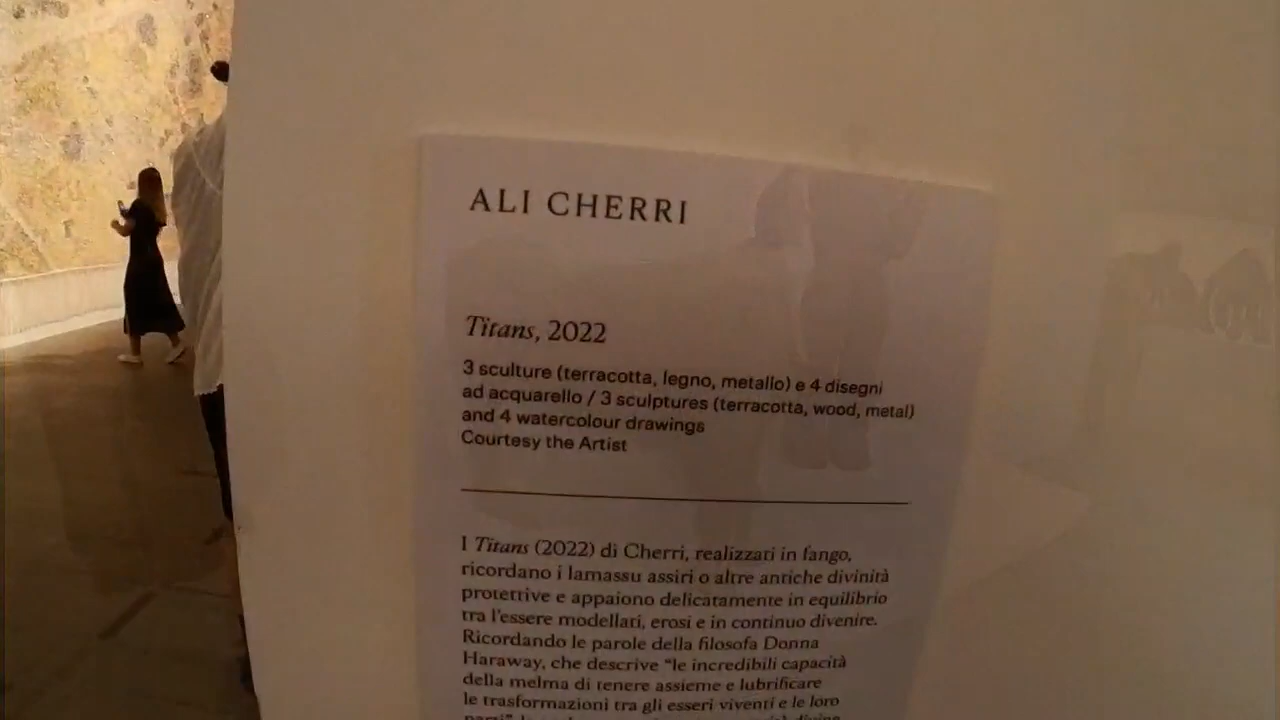 ALI CHERRI
Titans, 2022
3 sculture (terracotta, legno, metallo) e 4 disegni
ad acquarello / 3 sculptures (terracotta, wood, metal)
and 4 watercolour drawings
Courtesy the Artist
I Titans (2022) di Cherri, realizzati in fango,
ricordano i lamassu assiri o altre antiche divinità
protettive e appaiono delicatamente in equilibrio
tra l'essere modellati, erosi e in continuo divenire.
Ricordando le parole della filosofa Donna
Haraway, che descrive “le incredibili capacità
della melma di tenere assieme e lubrificare
le trasformazioni tra gli esseri viventi e le loro